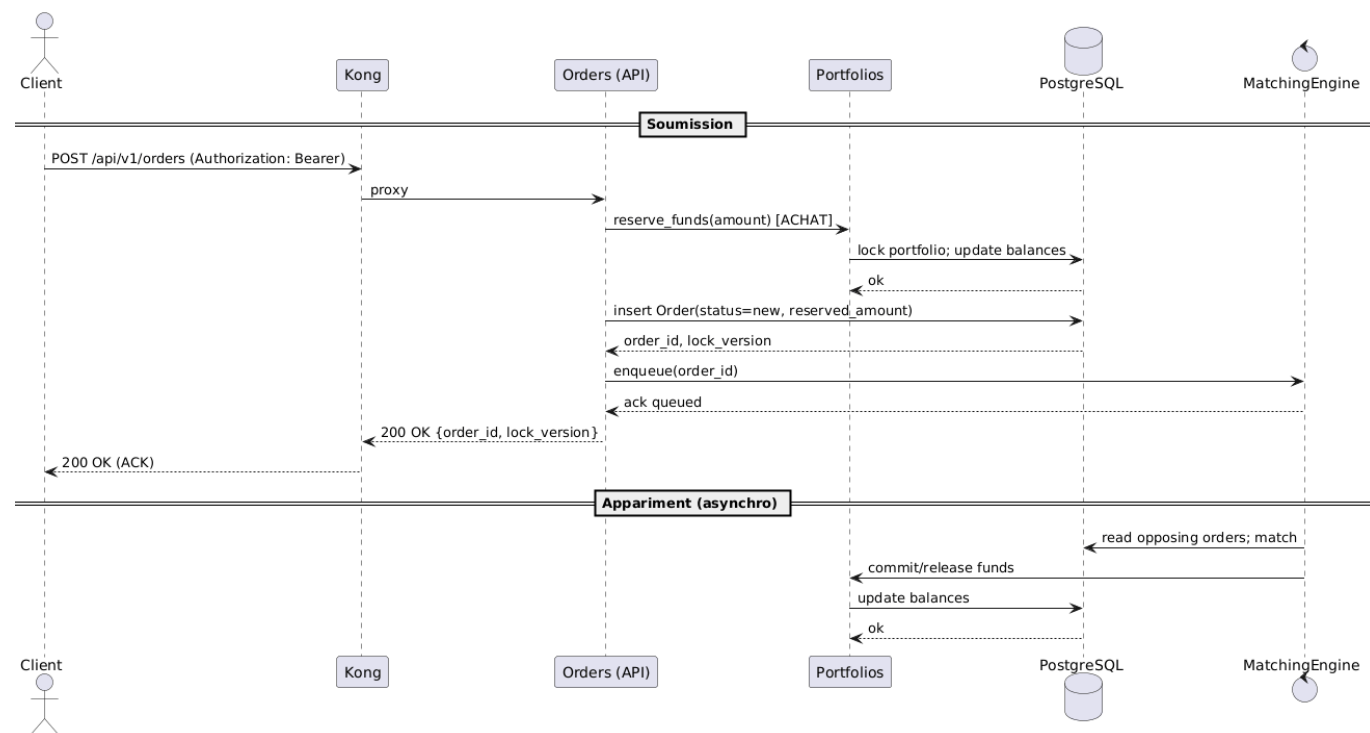 Client
Kong
Orders (API)
Portfolios
PostgreSQL
MatchingEngine
Soumission
POST /api/v1/orders (Authorization: Bearer)
proxy
reserve_funds(amount) [ACHAT]
lock portfolio; update balances
ok
insert Order(status=new, reserved_amount)
order_id, lock_version
enqueue(order_id)
ack queued
200 OK {order_id, lock_version}
200 OK (ACK)
Appariment (asynchro)
read opposing orders; match
commit/release funds
update balances
ok
Client
Kong
Orders (API)
Portfolios
PostgreSQL
MatchingEngine